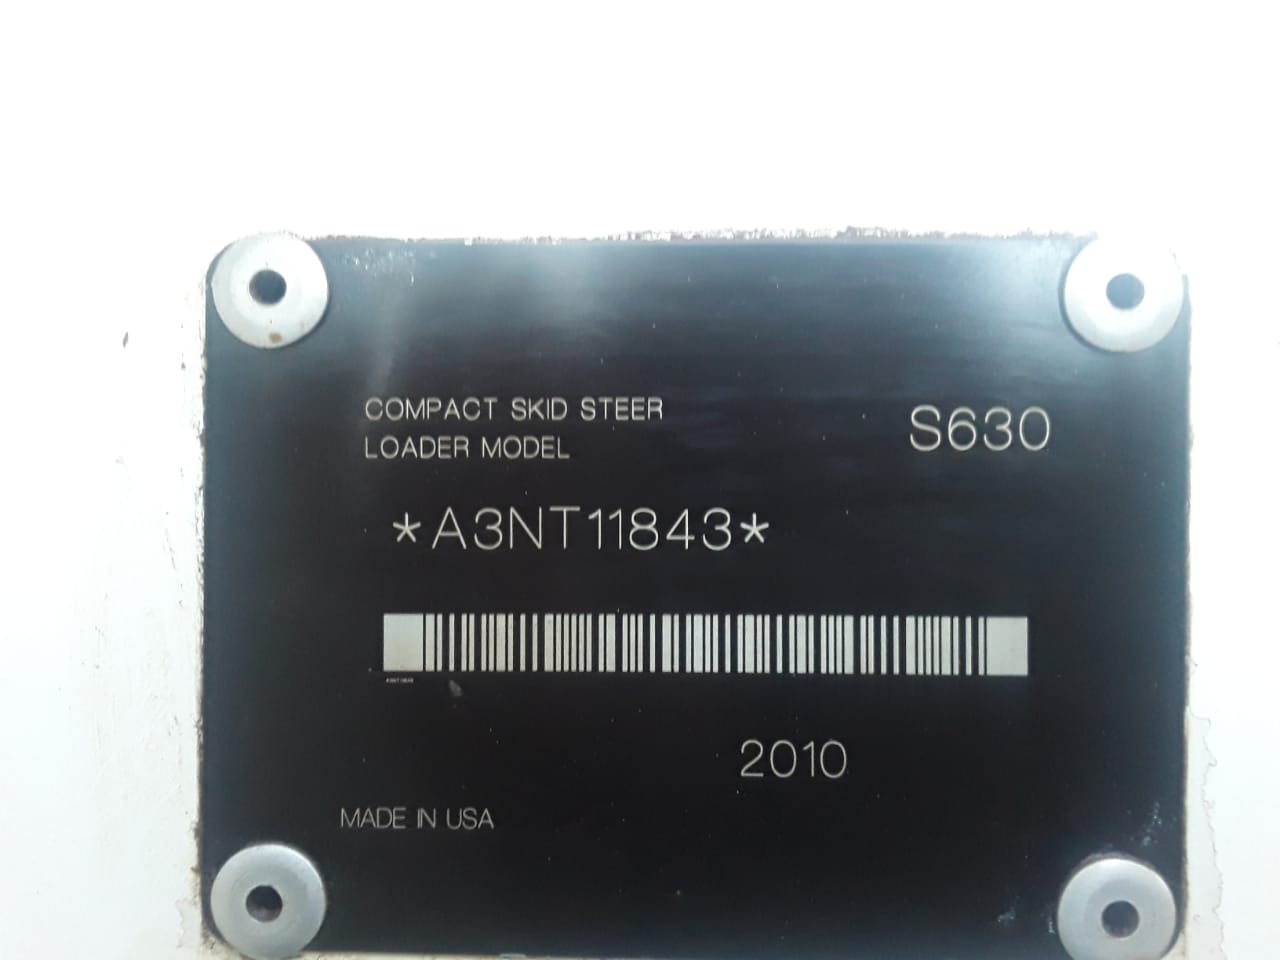 COMPACT SKID STEER
LOADER MODEL
S630
*A3NT11843*
2010
MADE IN USA